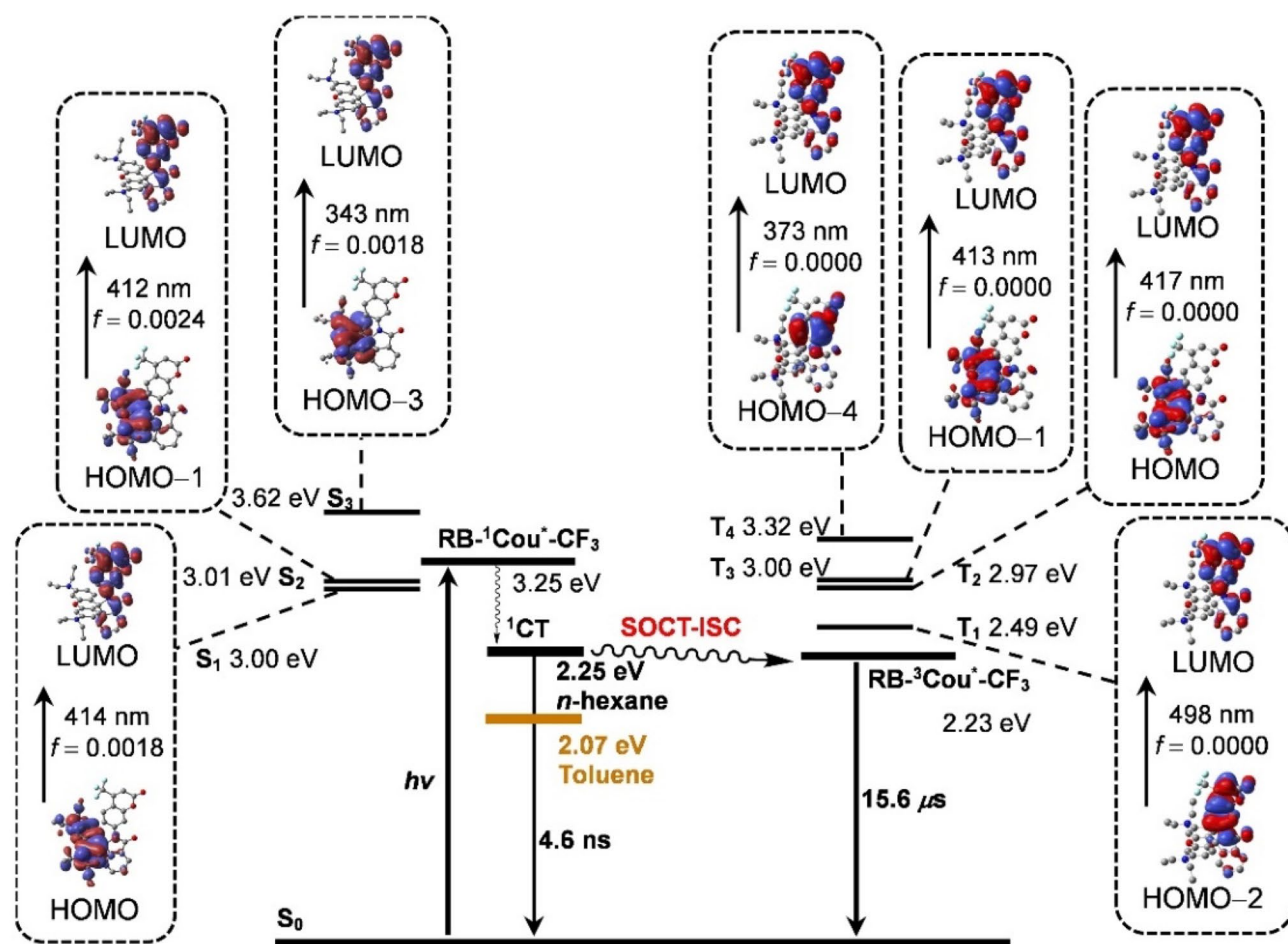 LUMO
412 nm
f = 0.0024
HOMO–1
LUMO
343 nm
f = 0.0018
HOMO–3
LUMO
373 nm
f = 0.0000
HOMO–4
LUMO
413 nm
f = 0.0000
HOMO–1
LUMO
417 nm
f = 0.0000
HOMO
3.62 eV S3
3.01 eV S2
S1 3.00 eV
LUMO
414 nm
f = 0.0018
HOMO
RB-¹Cou*-CF₃
3.25 eV
¹CT
2.25 eV
n-hexane
2.07 eV
Toluene
hν
4.6 ns
SOCT-ISC
T4 3.32 eV
T3 3.00 eV
T2 2.97 eV
T1 2.49 eV
RB-³Cou*-CF₃
2.23 eV
15.6 μs
LUMO
498 nm
f = 0.0000
HOMO–2
S0